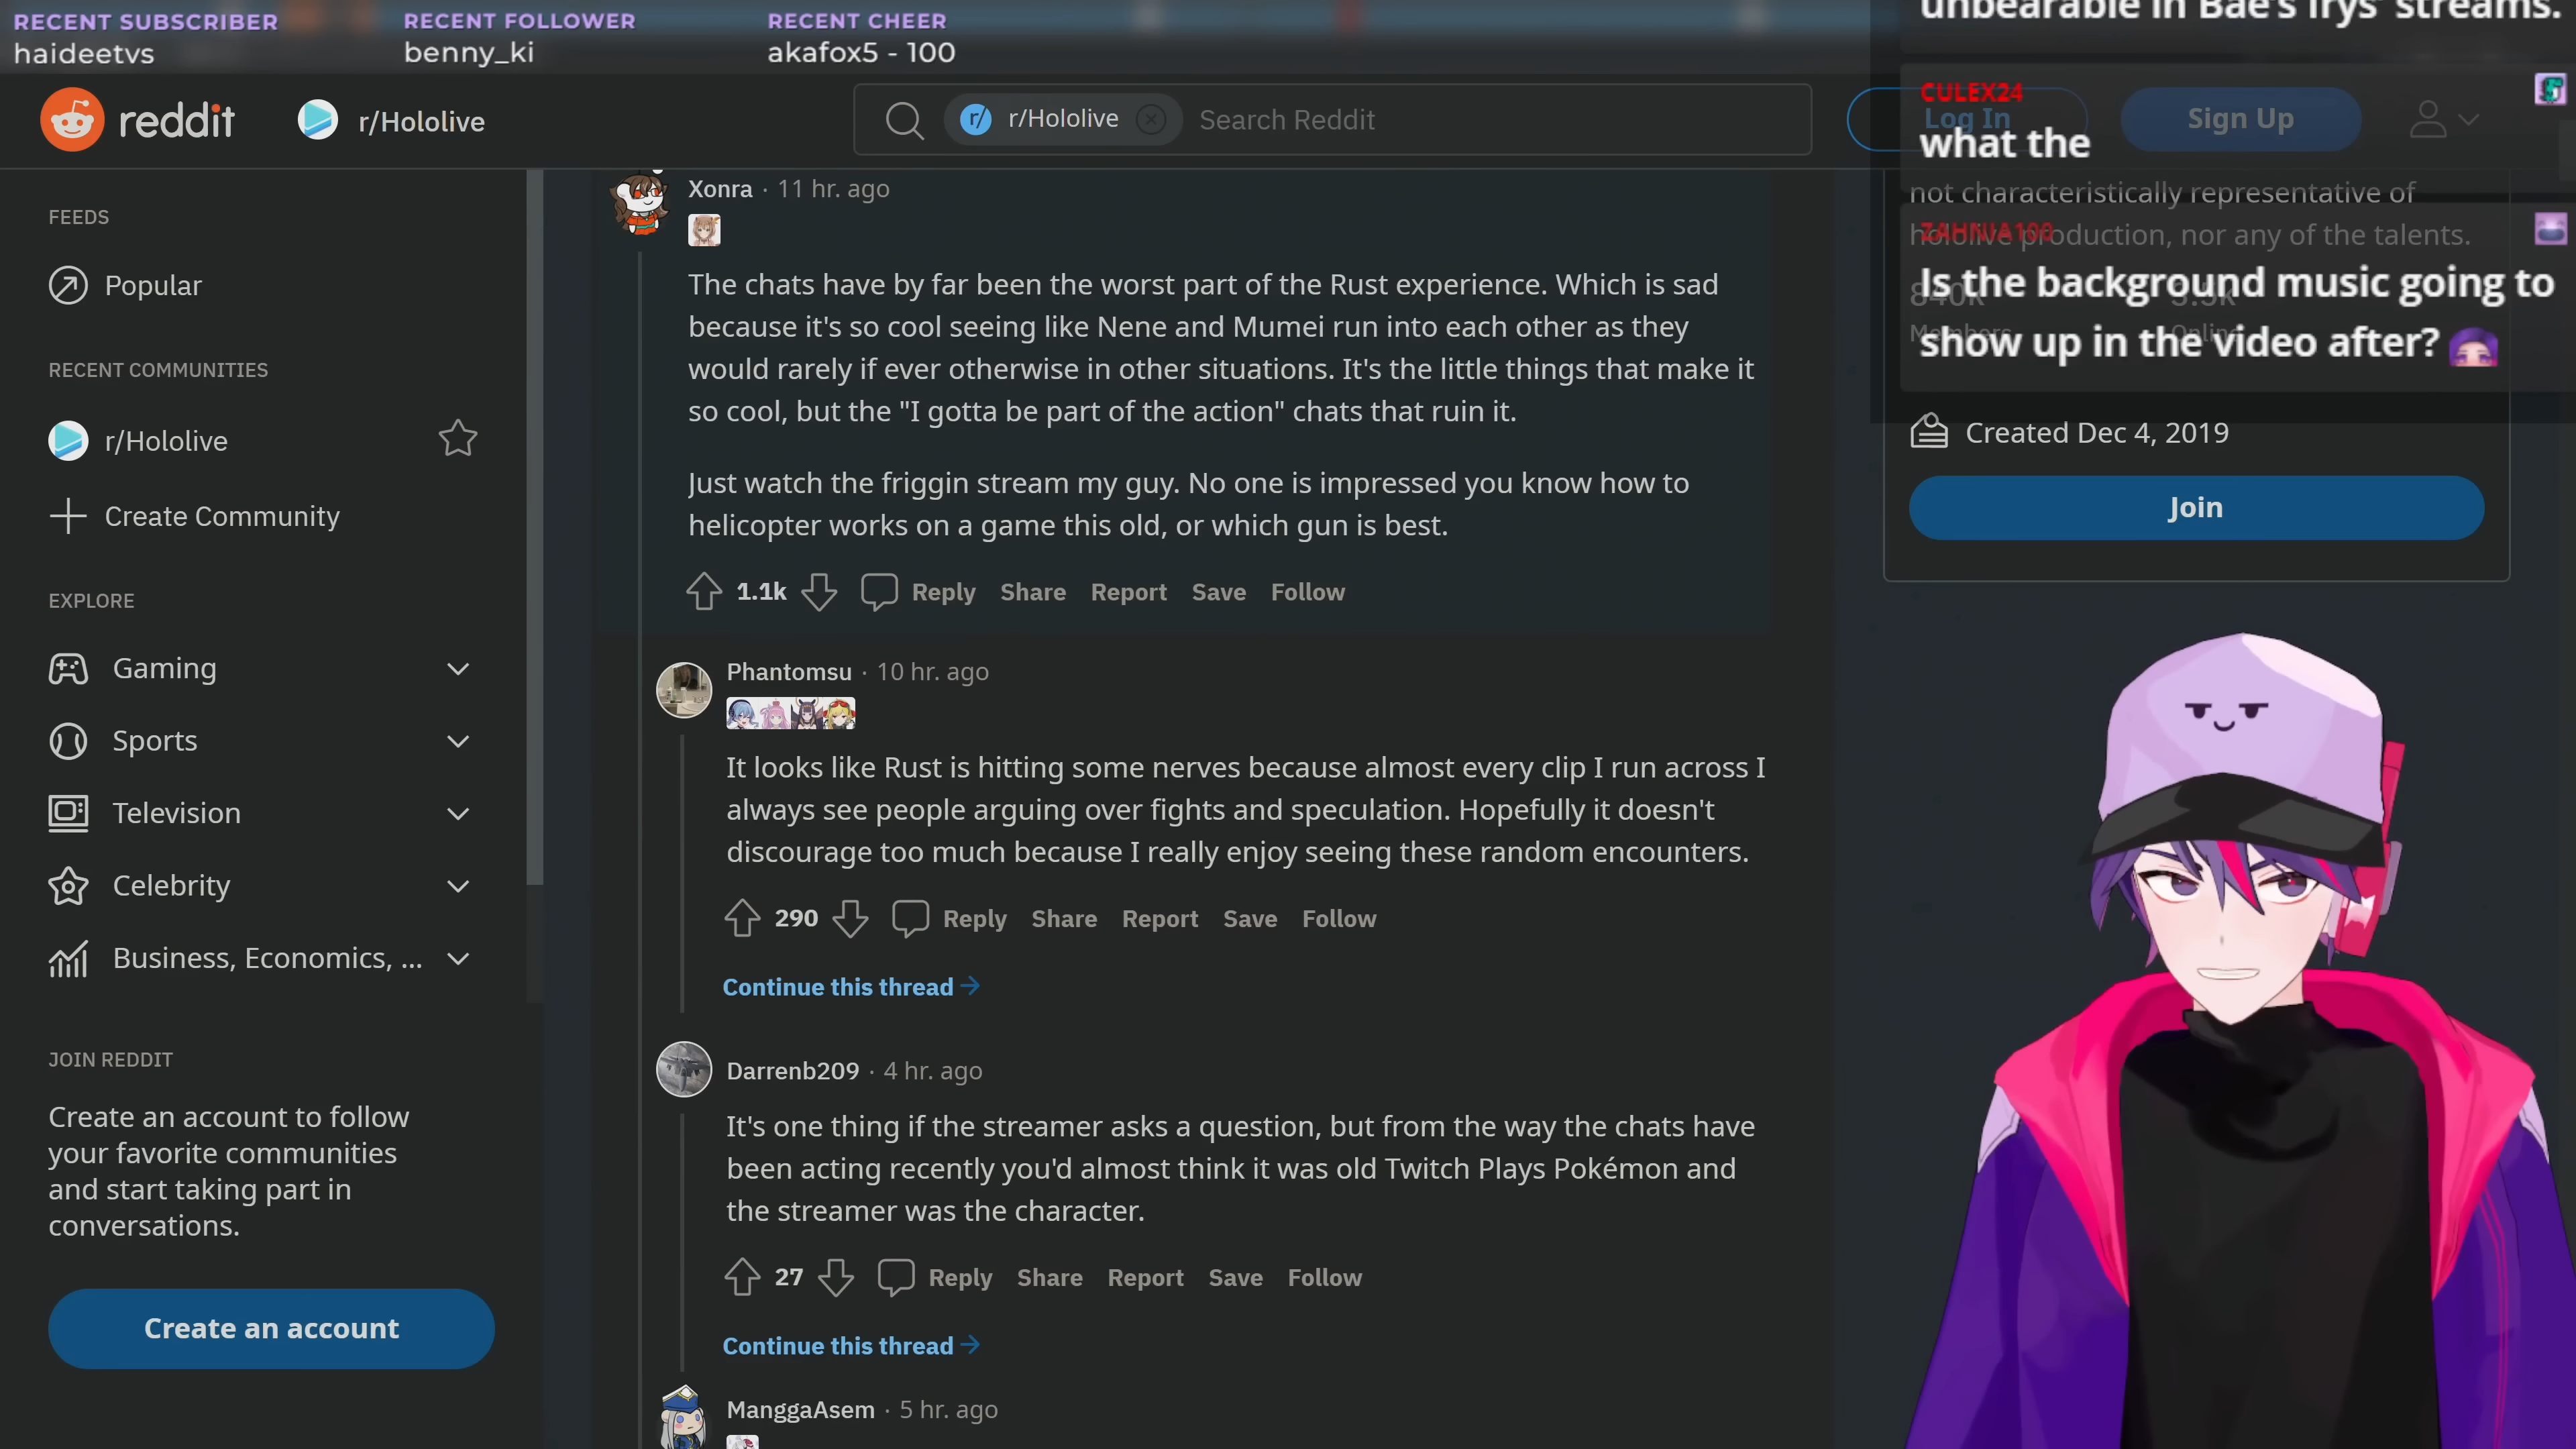 RECENT SUBSCRIBER
haideetvs
RECENT FOLLOWER
benny_ki
RECENT CHEER
akafox5 - 100
unbearable in Bae's Irys' streams.
reddit
r/Hololive
r/ r/Hololive
Search Reddit
Log In
Sign Up
CULEX24
what the
not characteristically representative of
hololive production, nor any of the talents.
ZAHNIA100
Is the background music going to
show up in the video after?
840k
Members
Online
Created Dec 4, 2019
Join
FEEDS
Popular
RECENT COMMUNITIES
r/Hololive
Create Community
EXPLORE
Gaming
Sports
Television
Celebrity
Business, Economics, ...
JOIN REDDIT
Create an account to follow
your favorite communities
and start taking part in
conversations.
Create an account
Xonra · 11 hr. ago
The chats have by far been the worst part of the Rust experience. Which is sad
because it's so cool seeing like Nene and Mumei run into each other as they
would rarely if ever otherwise in other situations. It's the little things that make it
so cool, but the "I gotta be part of the action" chats that ruin it.
Just watch the friggin stream my guy. No one is impressed you know how to
helicopter works on a game this old, or which gun is best.
1.1k Reply Share Report Save Follow
Phantomsu · 10 hr. ago
It looks like Rust is hitting some nerves because almost every clip I run across I
always see people arguing over fights and speculation. Hopefully it doesn't
discourage too much because I really enjoy seeing these random encounters.
290 Reply Share Report Save Follow
Continue this thread →
Darrenb209 · 4 hr. ago
It's one thing if the streamer asks a question, but from the way the chats have
been acting recently you'd almost think it was old Twitch Plays Pokémon and
the streamer was the character.
27 Reply Share Report Save Follow
Continue this thread →
ManggaAsem · 5 hr. ago